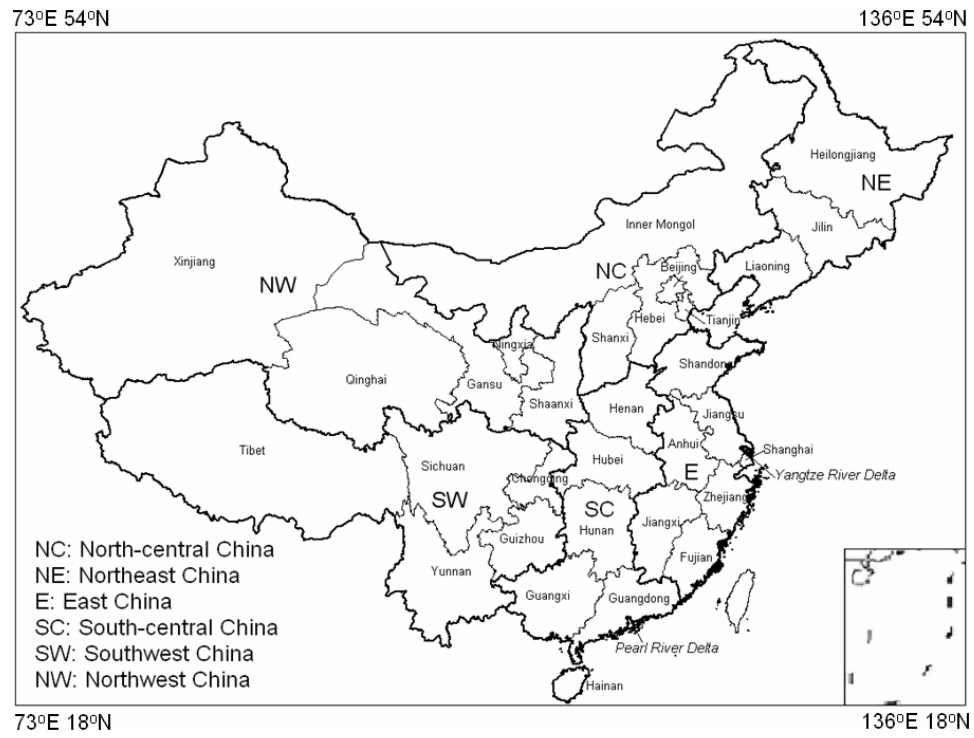 73°E 54°N
136°E 54°N
Heilongjiang
NE
Jilin
Inner Mongol
Xinjiang
NW
NC
Beijing
Liaoning
Tianjin
Hebei
Shanxi
Ningxia
Shandong
Qinghai
Gansu
Shaanxi
Henan
Jiangsu
Anhui
Shanghai
Tibet
Sichuan
Hubei
E
Yangtze River Delta
Chongqing
SW
Zhejiang
SC
Hunan
Jiangxi
Guizhou
Fujian
Yunnan
Guangxi
Guangdong
Pearl River Delta
Hainan
NC: North-central China
NE: Northeast China
E: East China
SC: South-central China
SW: Southwest China
NW: Northwest China
73°E 18°N
136°E 18°N